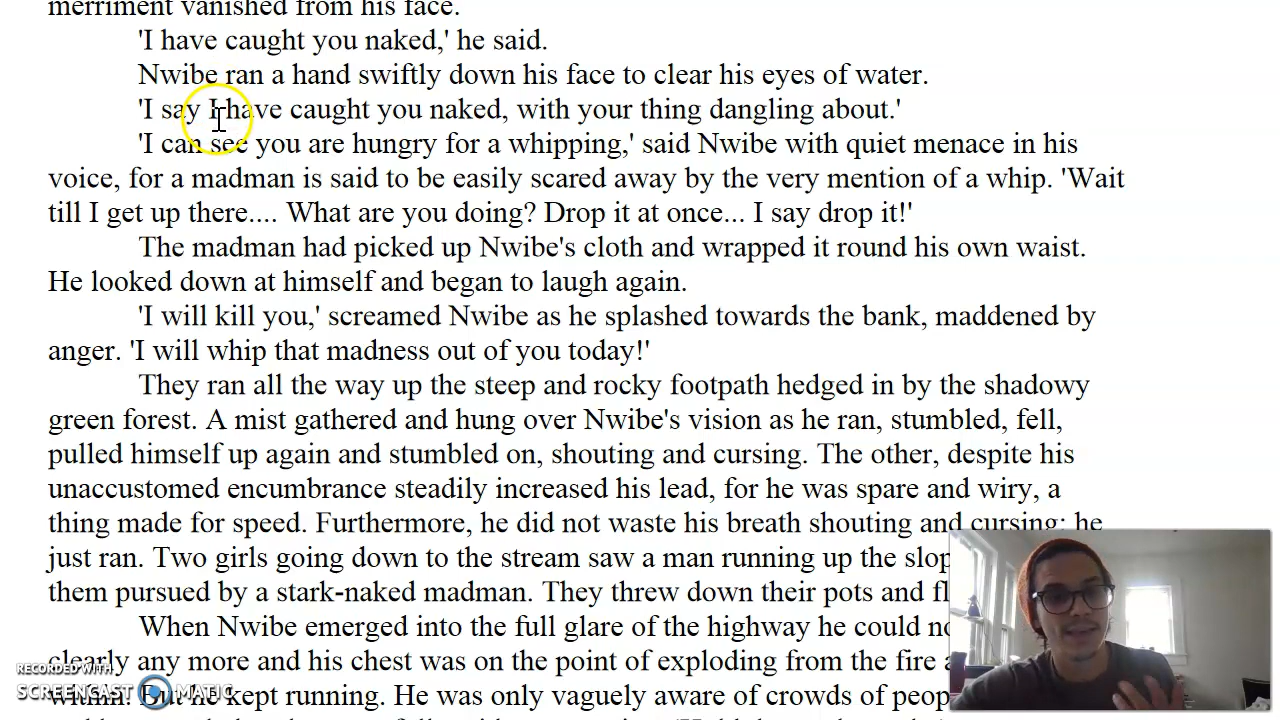 merriment vanished from his face.
'I have caught you naked,' he said.
Nwibe ran a hand swiftly down his face to clear his eyes of water.
'I say I have caught you naked, with your thing dangling about.'
'I can see you are hungry for a whipping,' said Nwibe with quiet menace in his
voice, for a madman is said to be easily scared away by the very mention of a whip. 'Wait
till I get up there.... What are you doing? Drop it at once... I say drop it!'
The madman had picked up Nwibe's cloth and wrapped it round his own waist.
He looked down at himself and began to laugh again.
'I will kill you,' screamed Nwibe as he splashed towards the bank, maddened by
anger. 'I will whip that madness out of you today!'
They ran all the way up the steep and rocky footpath hedged in by the shadowy
green forest. A mist gathered and hung over Nwibe's vision as he ran, stumbled, fell,
pulled himself up again and stumbled on, shouting and cursing. The other, despite his
unaccustomed encumbrance steadily increased his lead, for he was spare and wiry, a
thing made for speed. Furthermore, he did not waste his breath shouting and cursing; he
just ran. Two girls going down to the stream saw a man running up the slop
them pursued by a stark-naked madman. They threw down their pots and fl
When Nwibe emerged into the full glare of the highway he could no
clearly any more and his chest was on the point of exploding from the fire a
within. But he kept running. He was only vaguely aware of crowds of peop
RECORDED WITH
SCREENCAST MATIC